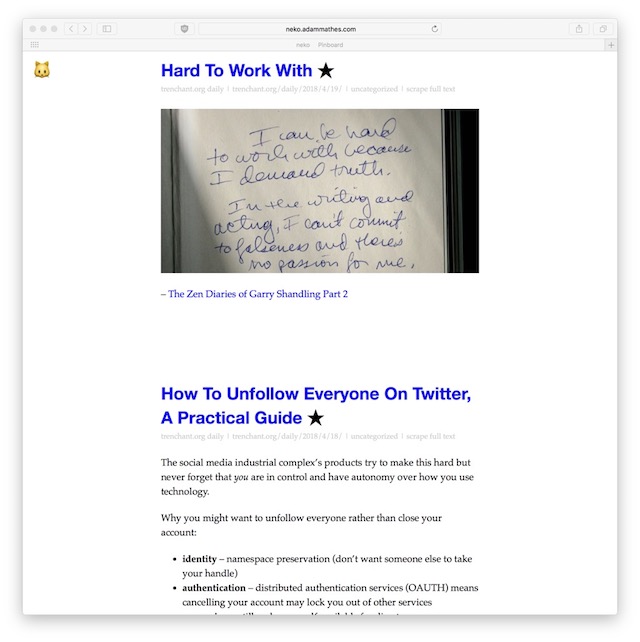 neko.adammathes.com
neko Pinboard
Hard To Work With ★
trenchant.org daily | trenchant.org/daily/2018/4/19/ | uncategorized | scrape full text
I can be hard
to work with because
I demand truth.
In the writing and
acting, I can't commit
to falseness and there's
no passion for me.
– The Zen Diaries of Garry Shandling Part 2
How To Unfollow Everyone On Twitter,
A Practical Guide ★
trenchant.org daily | trenchant.org/daily/2018/4/18/ | uncategorized | scrape full text
The social media industrial complex's products try to make this hard but
never forget that you are in control and have autonomy over how you use
technology.
Why you might want to unfollow everyone rather than close your
account:
• identity – namespace preservation (don't want someone else to take
your handle)
• authentication – distributed authentication services (OAUTH) means
cancelling your account may lock you out of other services